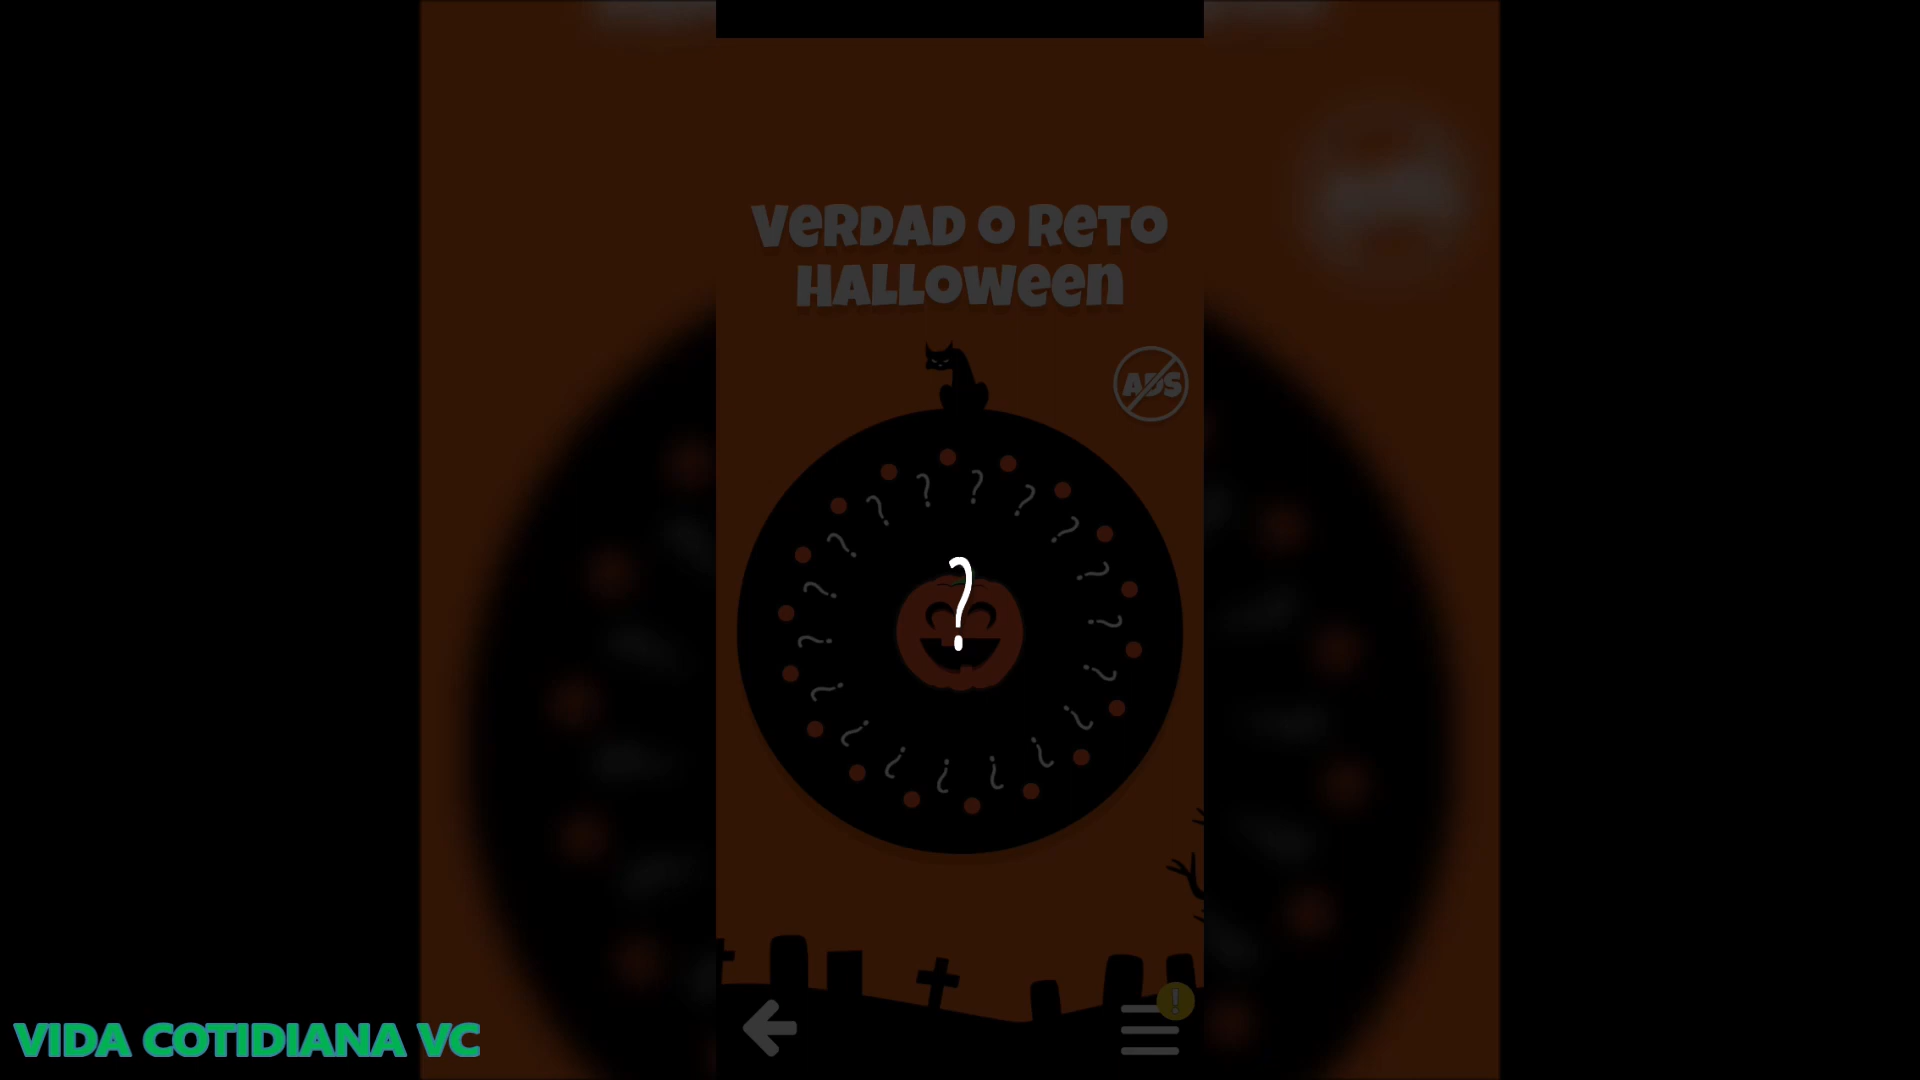 VERDAD O RETO
HALLOWEEN
ADS
?
!
VIDA COTIDIANA VC